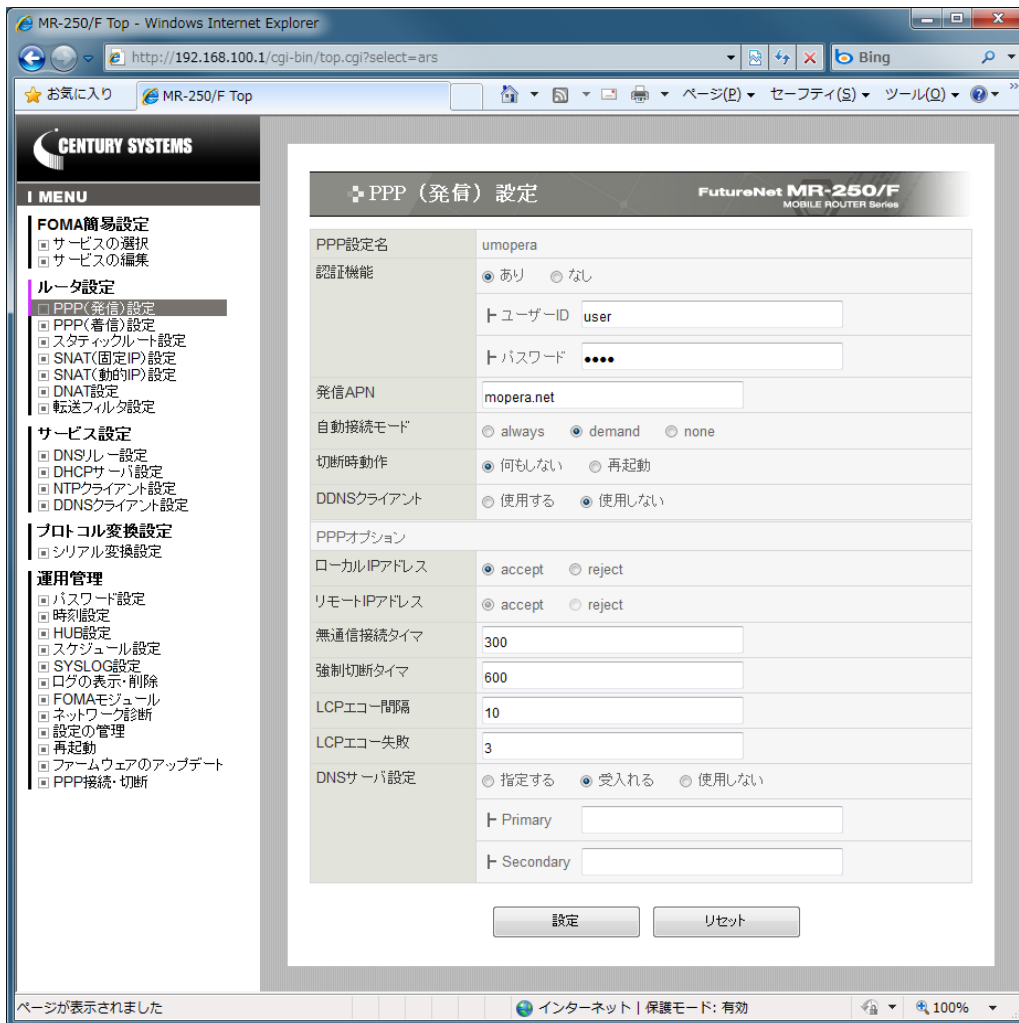 MR-250/F Top - Windows Internet Explorer
http://192.168.100.1/cgi-bin/top.cgi?select=ars
Bing
お気に入り
MR-250/F Top
ページ(P)
セーフティ(S)
ツール(O)
CENTURY SYSTEMS
MENU
FOMA簡易設定
サービスの選択
サービスの編集
ルータ設定
PPP(発信)設定
PPP(着信)設定
スタティックルート設定
SNAT(固定IP)設定
SNAT(動的IP)設定
DNAT設定
転送フィルタ設定
サービス設定
DNSリレー設定
DHCPサーバ設定
NTPクライアント設定
DDNSクライアント設定
プロトコル変換設定
シリアル変換設定
運用管理
パスワード設定
時刻設定
HUB設定
スケジュール設定
SYSLOG設定
ログの表示・削除
FOMAモジュール
ネットワーク診断
設定の管理
再起動
ファームウェアのアップデート
PPP接続・切断
PPP（発信）設定
FutureNet MR-250/F
MOBILE ROUTER Series
PPP設定名 umopera
認証機能 あり なし
┣ ユーザーID user
┣ パスワード ••••
発信APN mopera.net
自動接続モード always demand none
切断時動作 何もしない 再起動
DDNSクライアント 使用する 使用しない
PPPオプション
ローカルIPアドレス accept reject
リモートIPアドレス accept reject
無通信接続タイマ 300
強制切断タイマ 600
LCPエコー間隔 10
LCPエコー失敗 3
DNSサーバ設定 指定する 受入れる 使用しない
┣ Primary
┣ Secondary
設定 リセット
ページが表示されました
インターネット | 保護モード: 有効
100%